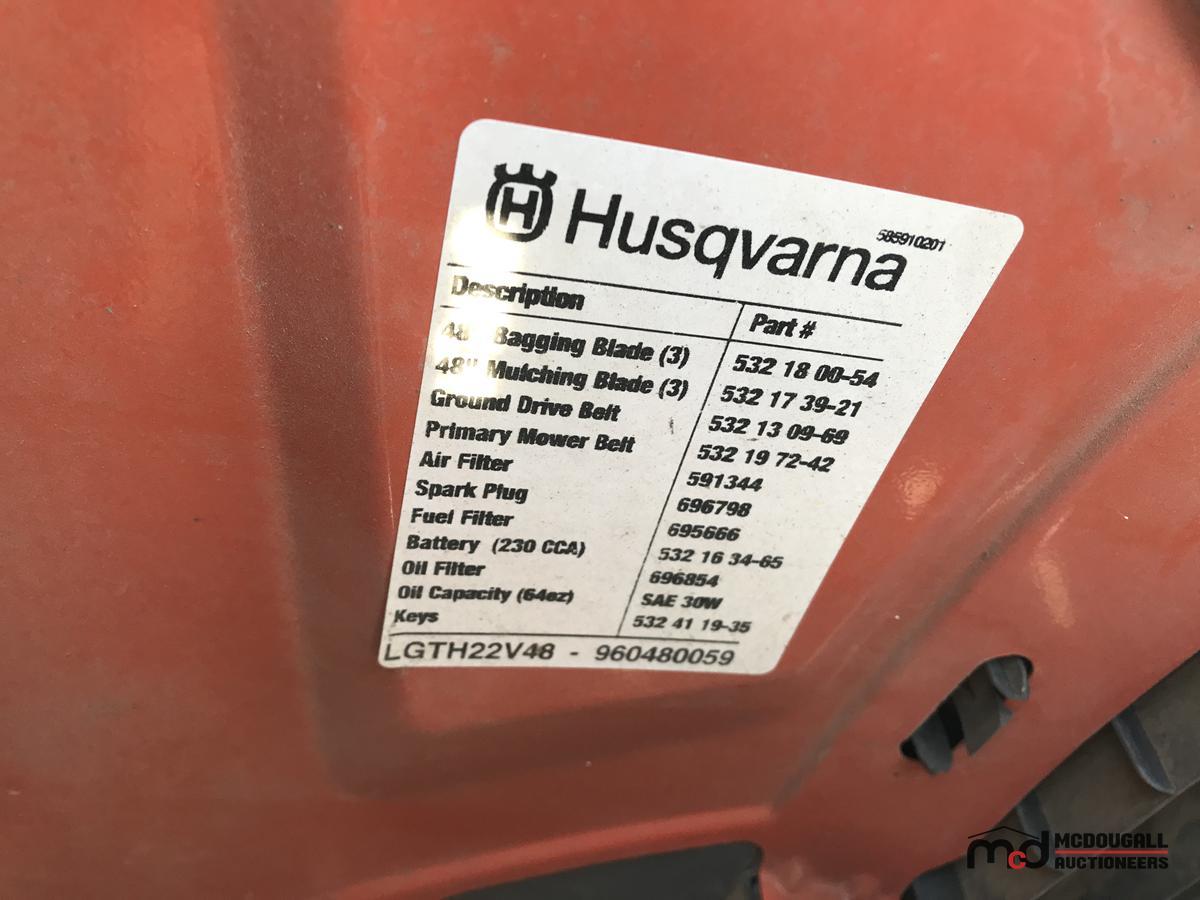 H Husqvarna 585910201
Description Part #
48" Bagging Blade (3) 532 18 00-54
48" Mulching Blade (3) 532 17 39-21
Ground Drive Belt 532 13 09-69
Primary Mower Belt 532 19 72-42
Air Filter 591344
Spark Plug 696798
Fuel Filter 695666
Battery (230 CCA) 532 16 34-65
Oil Filter 696854
Oil Capacity (64oz) SAE 30W
Keys 532 41 19-35
LGTH22V48 - 960480059
mcd MCDOUGALL
AUCTIONEERS